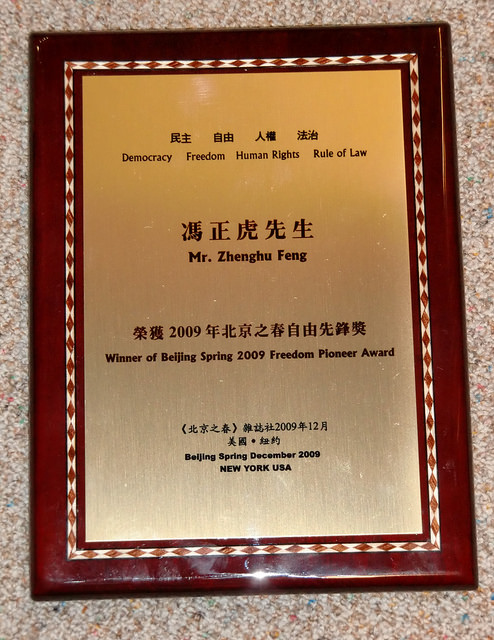 民主 自由 人權 法治
Democracy Freedom Human Rights Rule of Law
馮正虎先生
Mr. Zhenghu Feng
榮獲 2009 年北京之春自由先鋒獎
Winner of Beijing Spring 2009 Freedom Pioneer Award
《北京之春》雜誌社2009年12月
美國•紐約
Beijing Spring December 2009
NEW YORK USA